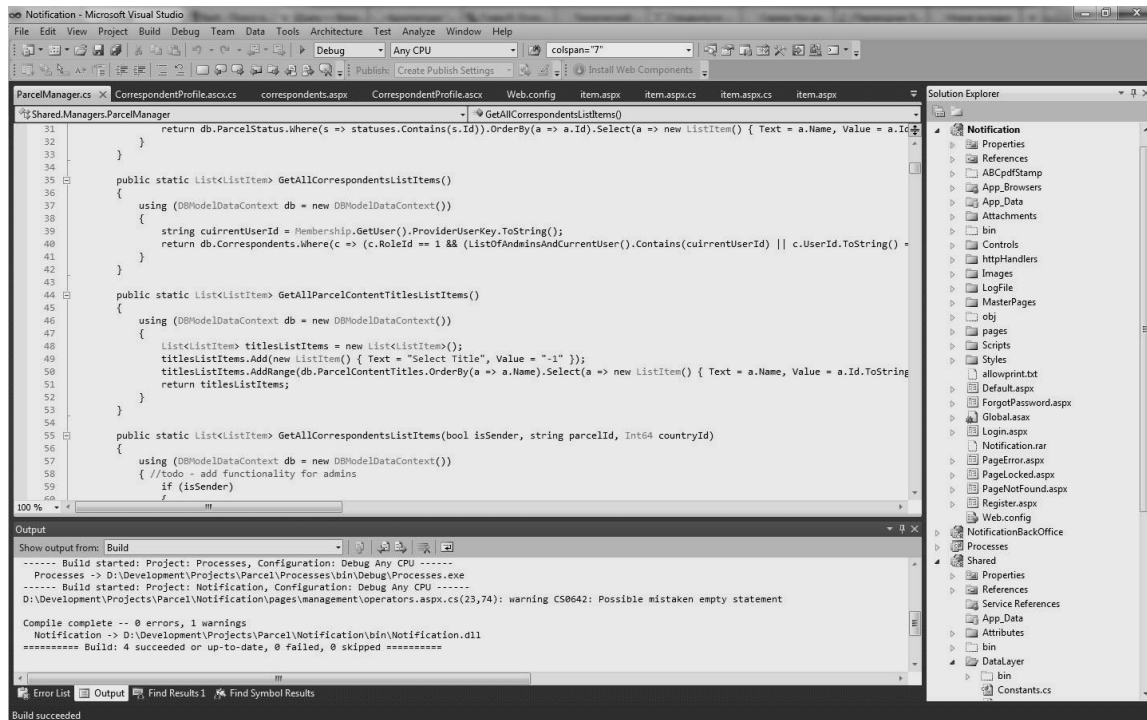 Notification - Microsoft Visual Studio
File Edit View Project Build Debug Team Data Tools Architecture Test Analyze Window Help
Debug Any CPU colspan="7"
Publish: Create Publish Settings Install Web Components
ParcelManager.cs CorrespondentProfile.ascx.cs correspondents.aspx CorrespondentProfile.ascx Web.config item.aspx item.aspx.cs item.aspx.cs item.aspx
Shared.Managers.ParcelManager GetAllCorrespondentsListItems()
31 return db.ParcelStatus.Where(s => statuses.Contains(s.Id)).OrderBy(a => a.Id).Select(a => new ListItem() { Text = a.Name, Value = a.Id
32 }
33 }
34
35 public static List<ListItem> GetAllCorrespondentsListItems()
36 {
37 using (DBModelDataContext db = new DBModelDataContext())
38 {
39 string cuirrentUserId = Membership.GetUser().ProviderUserKey.ToString();
40 return db.Correspondents.Where(c => (c.RoleId == 1 && (ListOfAndminsAndCurrentUser().Contains(cuirrentUserId) || c.UserId.ToString() =
41 }
42 }
43
44 public static List<ListItem> GetAllParcelContentTitlesListItems()
45 {
46 using (DBModelDataContext db = new DBModelDataContext())
47 {
48 List<ListItem> titlesListItems = new List<ListItem>();
49 titlesListItems.Add(new ListItem() { Text = "Select Title", Value = "-1" });
50 titlesListItems.AddRange(db.ParcelContentTitles.OrderBy(a => a.Name).Select(a => new ListItem() { Text = a.Name, Value = a.Id.ToString
51 return titlesListItems;
52 }
53 }
54
55 public static List<ListItem> GetAllCorrespondentsListItems(bool isSender, string parcelId, Int64 countryId)
56 {
57 using (DBModelDataContext db = new DBModelDataContext())
58 { //todo - add functionality for admins
59 if (isSender)
60 {
100 %
Output
Show output from: Build
------ Build started: Project: Processes, Configuration: Debug Any CPU ------
Processes -> D:\Development\Projects\Parcel\Processes\bin\Debug\Processes.exe
------ Build started: Project: Notification, Configuration: Debug Any CPU ------
D:\Development\Projects\Parcel\Notification\pages\management\operators.aspx.cs(23,74): warning CS0642: Possible mistaken empty statement
Compile complete -- 0 errors, 1 warnings
Notification -> D:\Development\Projects\Parcel\Notification\bin\Notification.dll
========== Build: 4 succeeded or up-to-date, 0 failed, 0 skipped ==========
Error List Output Find Results 1 Find Symbol Results
Build succeeded
Solution Explorer
Notification
Properties
References
ABCpdfStamp
App_Browsers
App_Data
Attachments
bin
Controls
httpHandlers
Images
LogFile
MasterPages
obj
pages
Scripts
Styles
allowprint.txt
Default.aspx
ForgotPassword.aspx
Global.asax
Login.aspx
Notification.rar
PageError.aspx
PageLocked.aspx
PageNotFound.aspx
Register.aspx
Web.config
NotificationBackOffice
Processes
Shared
Properties
References
Service References
App_Data
Attributes
bin
DataLayer
bin
Constants.cs